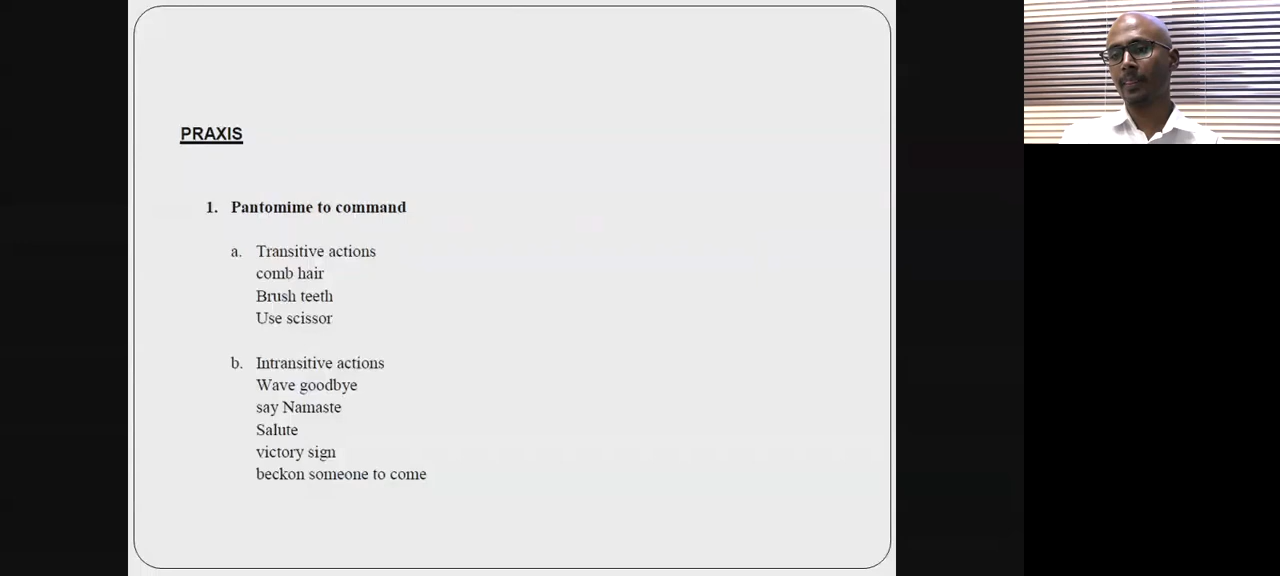 PRAXIS
1. Pantomime to command
a. Transitive actions
comb hair
Brush teeth
Use scissor
b. Intransitive actions
Wave goodbye
say Namaste
Salute
victory sign
beckon someone to come